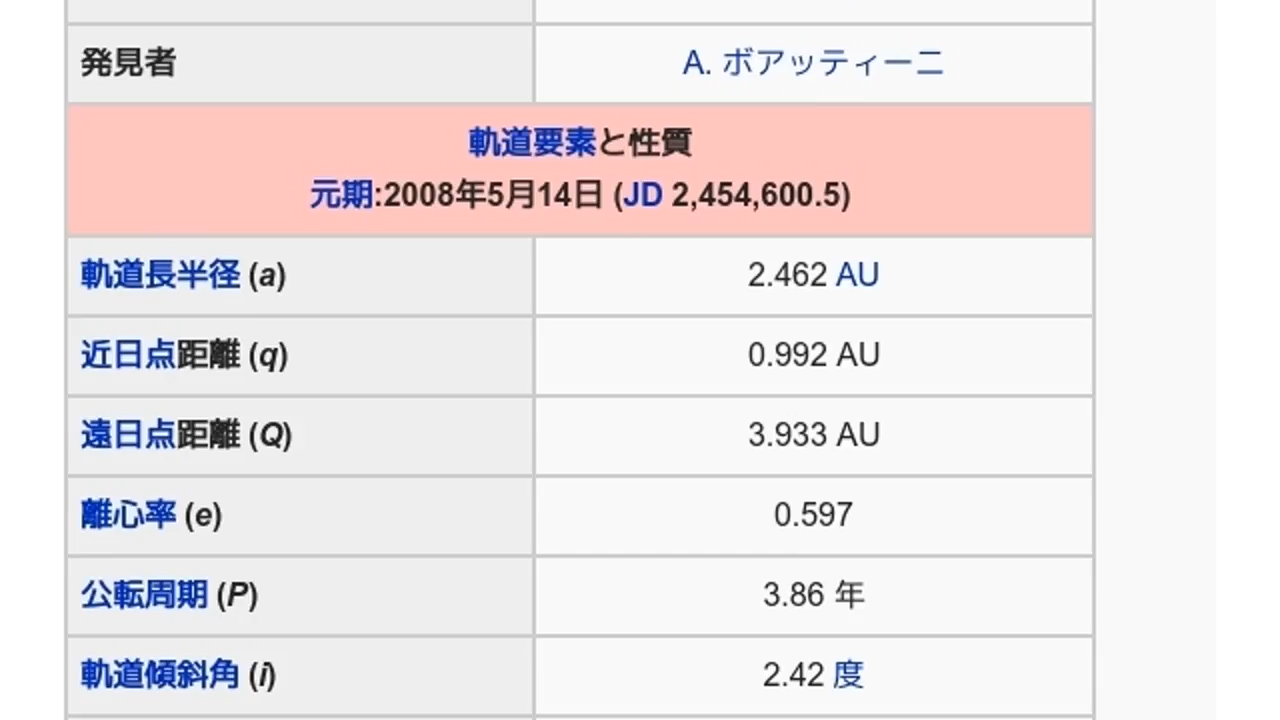 発見者
A. ボアッティーニ
軌道要素と性質
元期:2008年5月14日 (JD 2,454,600.5)
軌道長半径 (a)
2.462 AU
近日点距離 (q)
0.992 AU
遠日点距離 (Q)
3.933 AU
離心率 (e)
0.597
公転周期 (P)
3.86 年
軌道傾斜角 (i)
2.42 度